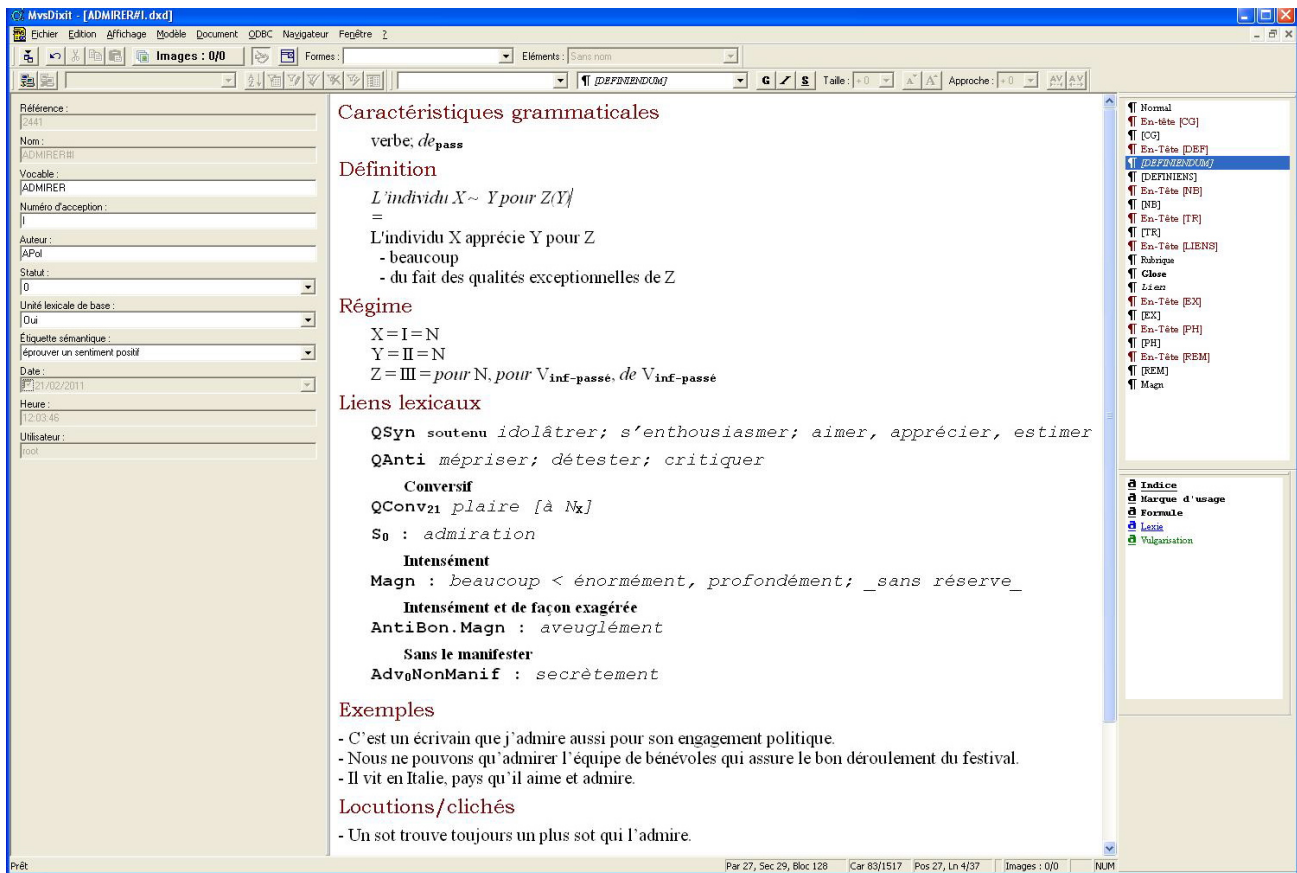 MvsDixit - [ADMIRER#I.dxd]
Fichier Edition Affichage Modèle Document ODBC Navigateur Fenêtre ?
Images : 0/0 Formes : Eléments : Sans nom
¶ [DEFINIENDUM] G I S Taille : +0 A A Approche : +0 AV AV
Référence :
2441
Nom :
ADMIRER#I
Vocable :
ADMIRER
Numéro d'acception :
I
Auteur :
APol
Statut :
0
Unité lexicale de base :
Oui
Étiquette sémantique :
éprouver un sentiment positif
Date :
21/02/2011
Heure :
12:03:46
Utilisateur :
root
Caractéristiques grammaticales
verbe; de pass
Définition
L'individu X ~ Y pour Z(Y)
=
L'individu X apprécie Y pour Z
- beaucoup
- du fait des qualités exceptionnelles de Z
Régime
X = I = N
Y = II = N
Z = III = pour N, pour Vinf-passé, de Vinf-passé
Liens lexicaux
QSyn soutenu idolâtrer; s'enthousiasmer; aimer, apprécier, estimer
QAnti mépriser; détester; critiquer
Conversif
QConv21 plaire [à NX]
S0 : admiration
Intensément
Magn : beaucoup < énormément, profondément; _sans réserve_
Intensément et de façon exagérée
AntiBon.Magn : aveuglément
Sans le manifester
Adv0NonManif : secrètement
Exemples
- C'est un écrivain que j'admire aussi pour son engagement politique.
- Nous ne pouvons qu'admirer l'équipe de bénévoles qui assure le bon déroulement du festival.
- Il vit en Italie, pays qu'il aime et admire.
Locutions/clichés
- Un sot trouve toujours un plus sot qui l'admire.
¶ Normal
¶ En-tête [CG]
¶ [CG]
¶ En-Tête [DEF]
¶ [DEFINIENDUM]
¶ [DEFINIENS]
¶ En-Tête [NB]
¶ [NB]
¶ En-Tête [TR]
¶ [TR]
¶ En-Tête [LIENS]
¶ Rubrique
¶ Glose
¶ Lien
¶ En-Tête [EX]
¶ [EX]
¶ En-Tête [PH]
¶ [PH]
¶ En-Tête [REM]
¶ [REM]
¶ Magn
a Indice
a Marque d'usage
a Formule
a Lexie
a Vulgarisation
Prêt Par 27, Sec 29, Bloc 128 Car 83/1517 Pos 27, Ln 4/37 Images : 0/0 NUM